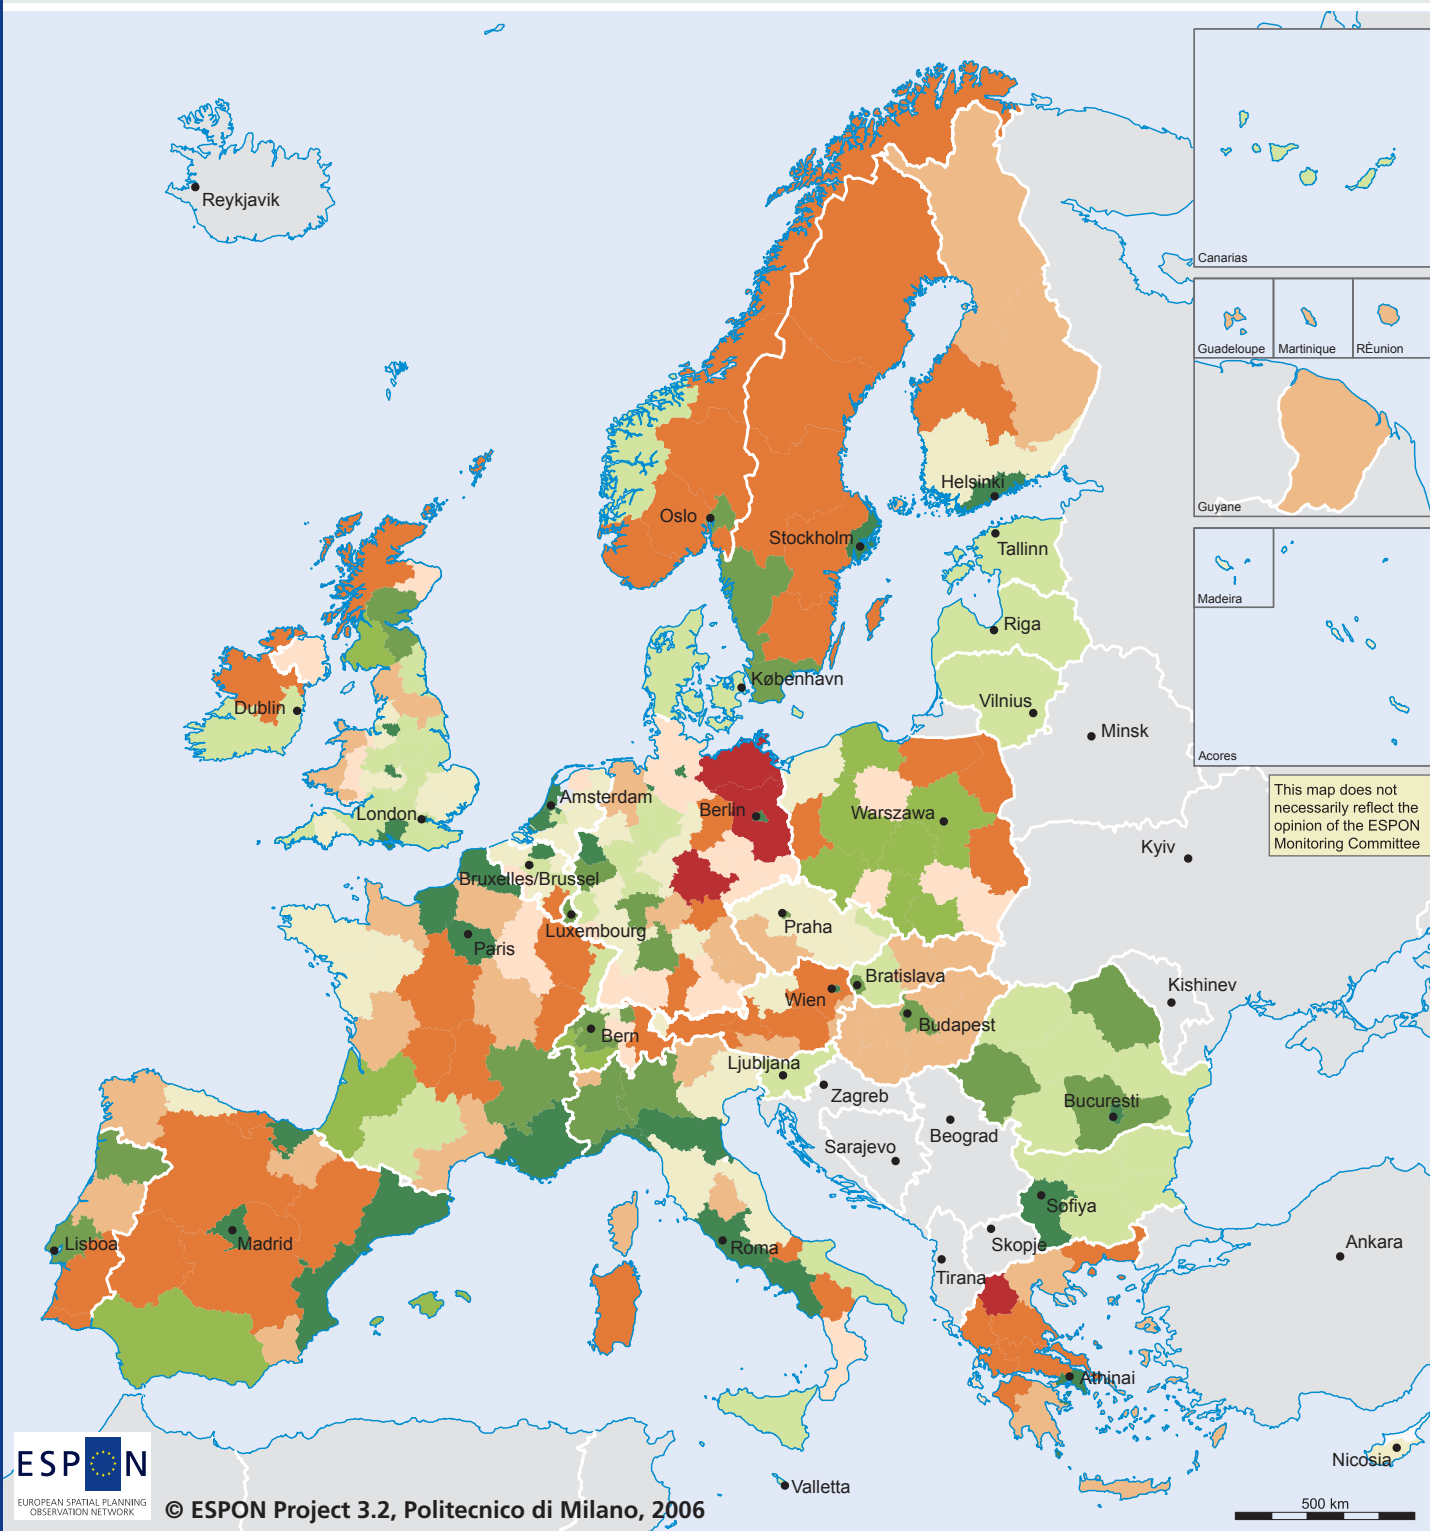 Reykjavik
Canarias
Guadeloupe
Martinique
RÈunion
Guyane
Helsinki
Oslo
Stockholm
Tallinn
Madeira
Riga
København
Dublin
Vilnius
Minsk
Acores
Amsterdam
This map does not
necessarily reflect the
opinion of the ESPON
Monitoring Committee
London
Berlin
Warszawa
Kyiv
Bruxelles/Brussel
Luxembourg
Praha
Paris
Bratislava
Kishinev
Wien
Budapest
Bern
Ljubljana
Zagreb
Bucuresti
Beograd
Sarajevo
Sofiya
Lisboa
Madrid
Roma
Skopje
Ankara
Tirana
Athinai
Nicosia
Valletta
ESPON
EUROPEAN SPATIAL PLANNING
OBSERVATION NETWORK
© ESPON Project 3.2, Politecnico di Milano, 2006
500 km